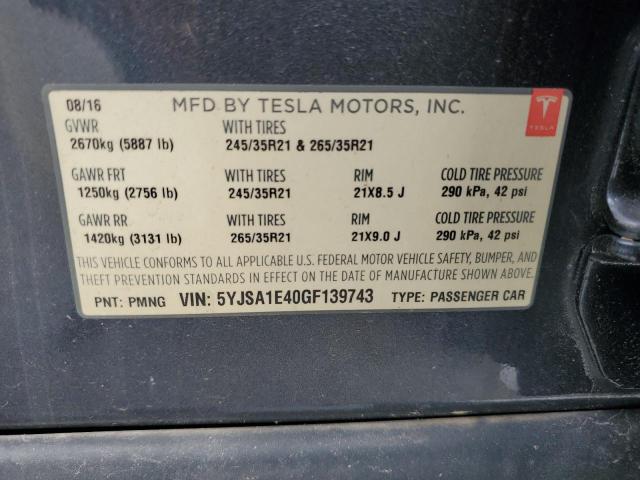 08/16 MFD BY TESLA MOTORS, INC.
GVWR WITH TIRES
2670kg (5887 lb) 245/35R21 & 265/35R21
TESLA
GAWR FRT WITH TIRES RIM COLD TIRE PRESSURE
1250kg (2756 lb) 245/35R21 21X8.5 J 290 kPa, 42 psi
GAWR RR WITH TIRES RIM COLD TIRE PRESSURE
1420kg (3131 lb) 265/35R21 21X9.0 J 290 kPa, 42 psi
THIS VEHICLE CONFORMS TO ALL APPLICABLE U.S. FEDERAL MOTOR VEHICLE SAFETY, BUMPER, AND
THEFT PREVENTION STANDARDS IN EFFECT ON THE DATE OF MANUFACTURE SHOWN ABOVE.
PNT: PMNG VIN: 5YJSA1E40GF139743 TYPE: PASSENGER CAR